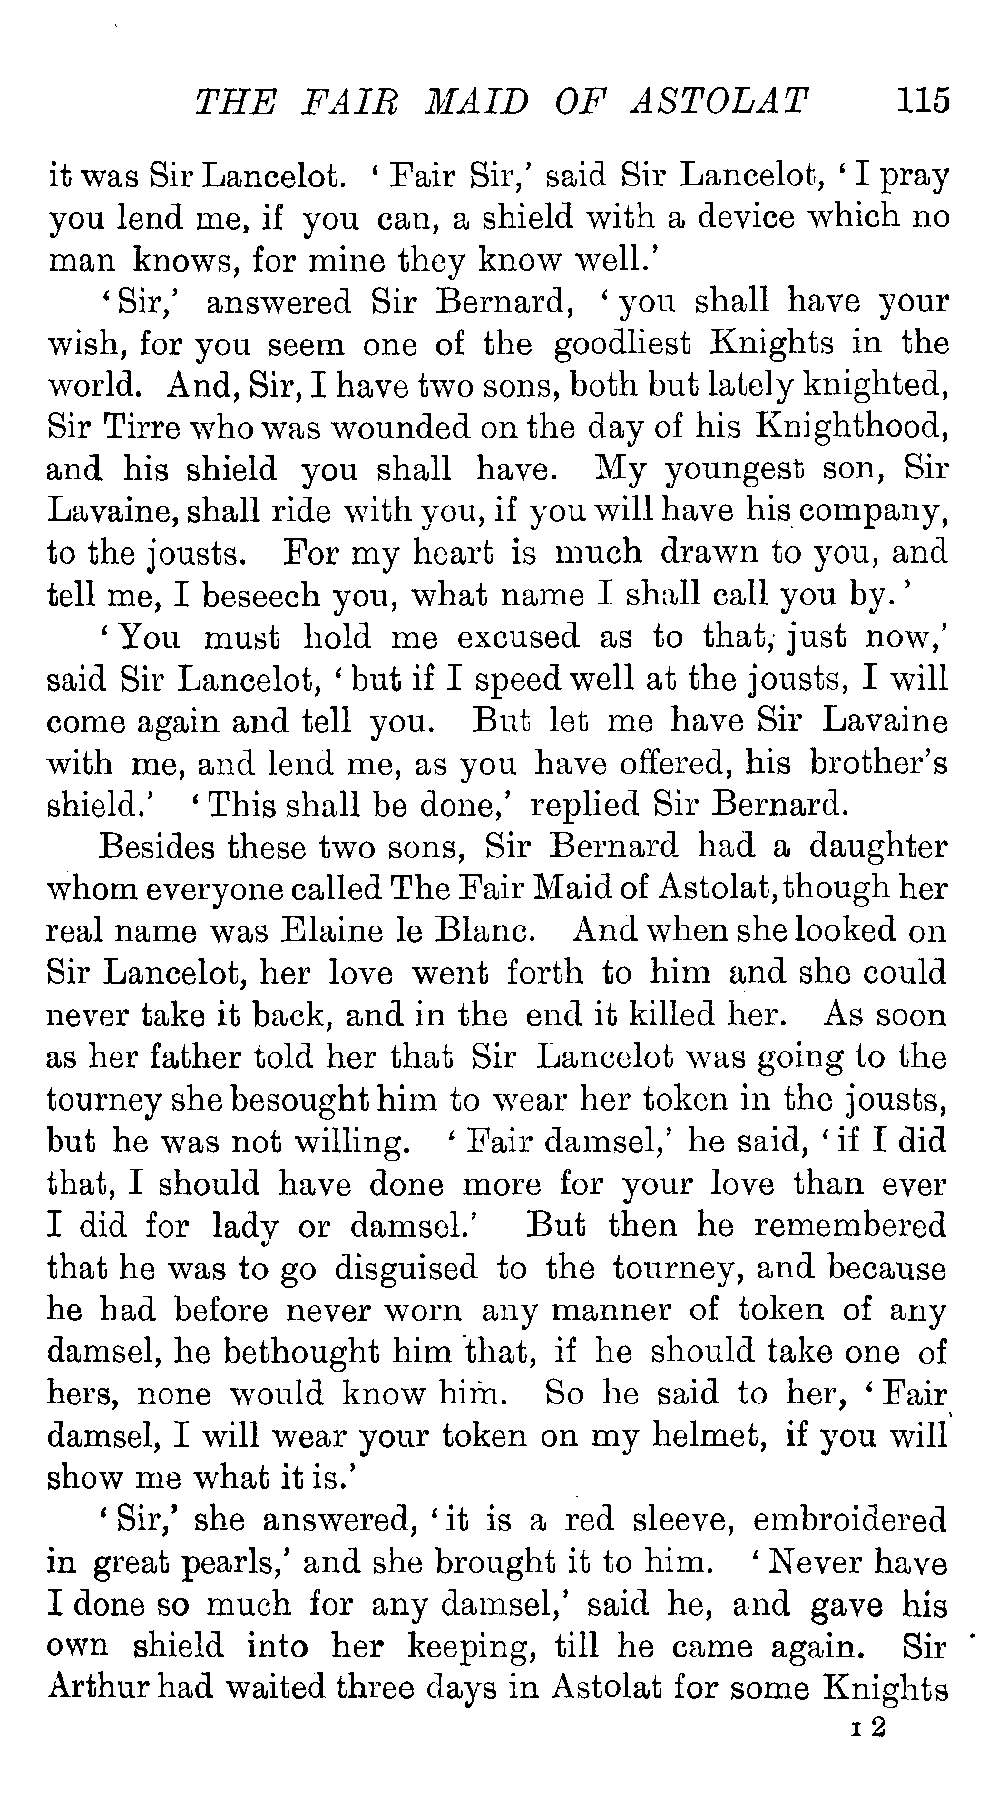 THE FAIR MAID OF ASTOLAT 115
it was Sir Lancelot. ‘ Fair Sir,’ said Sir Lancelot, ‘ I pray
you lend me, if you can, a shield with a device which no
man knows, for mine they know well.’
‘ Sir,’ answered Sir Bernard, ‘ you shall have your
wish, for you seem one of the goodliest Knights in the
world. And, Sir, I have two sons, both but lately knighted,
Sir Tirre who was wounded on the day of his Knighthood,
and his shield you shall have. My youngest son, Sir
Lavaine, shall ride with you, if you will have his company,
to the jousts. For my heart is much drawn to you, and
tell me, I beseech you, what name I shall call you by.’
‘ You must hold me excused as to that, just now,’
said Sir Lancelot, ‘ but if I speed well at the jousts, I will
come again and tell you. But let me have Sir Lavaine
with me, and lend me, as you have offered, his brother’s
shield.’ ‘ This shall be done,’ replied Sir Bernard.
Besides these two sons, Sir Bernard had a daughter
whom everyone called The Fair Maid of Astolat, though her
real name was Elaine le Blanc. And when she looked on
Sir Lancelot, her love went forth to him and she could
never take it back, and in the end it killed her. As soon
as her father told her that Sir Lancelot was going to the
tourney she besought him to wear her token in the jousts,
but he was not willing. ‘ Fair damsel,’ he said, ‘ if I did
that, I should have done more for your love than ever
I did for lady or damsel.’ But then he remembered
that he was to go disguised to the tourney, and because
he had before never worn any manner of token of any
damsel, he bethought him that, if he should take one of
hers, none would know him. So he said to her, ‘ Fair
damsel, I will wear your token on my helmet, if you will
show me what it is.’
‘ Sir,’ she answered, ‘ it is a red sleeve, embroidered
in great pearls,’ and she brought it to him. ‘ Never have
I done so much for any damsel,’ said he, and gave his
own shield into her keeping, till he came again. Sir
Arthur had waited three days in Astolat for some Knights
I 2